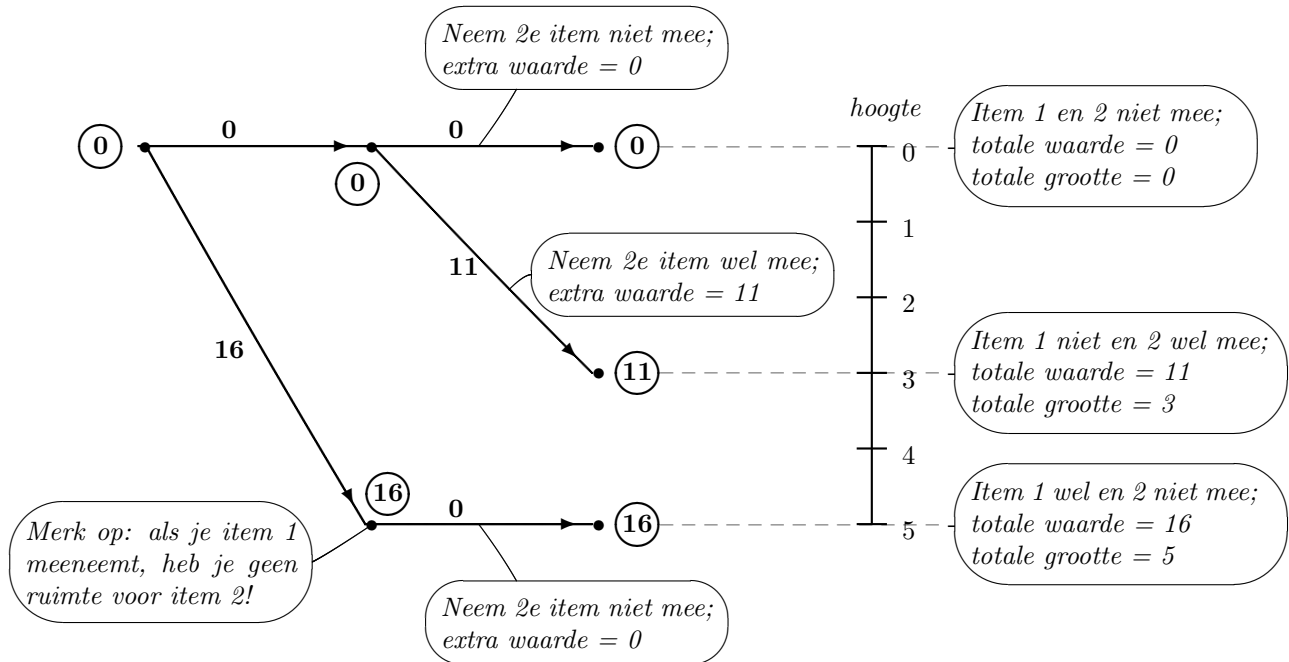 Neem 2e item niet mee;
extra waarde = 0
hoogte
Item 1 en 2 niet mee;
totale waarde = 0
totale grootte = 0
0
0
0
0
0
0
1
Neem 2e item wel mee;
extra waarde = 11
11
2
16
11
3
Item 1 niet en 2 wel mee;
totale waarde = 11
totale grootte = 3
4
16
0
16
5
Item 1 wel en 2 niet mee;
totale waarde = 16
totale grootte = 5
Merk op: als je item 1
meeneemt, heb je geen
ruimte voor item 2!
Neem 2e item niet mee;
extra waarde = 0